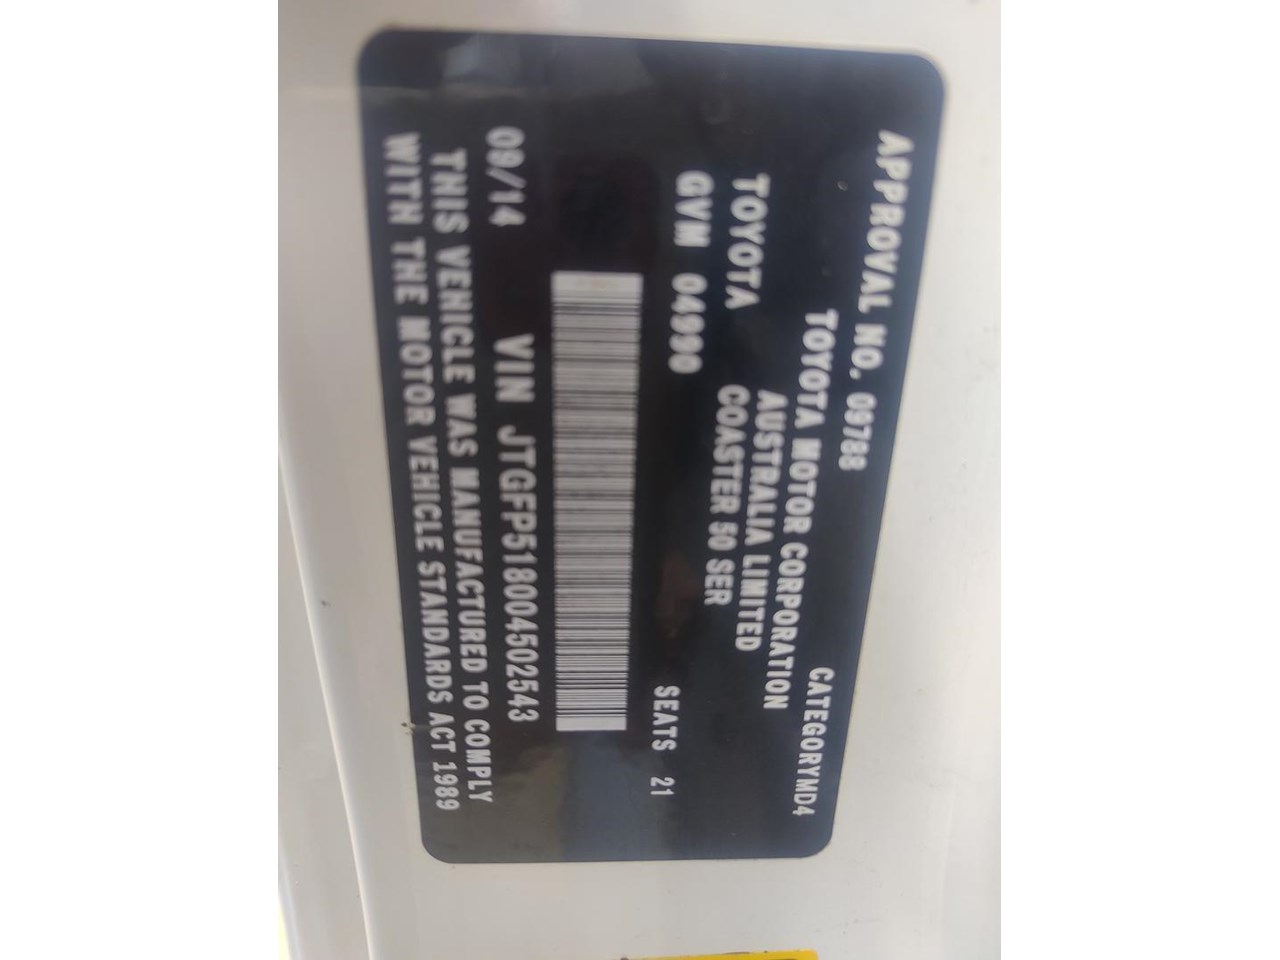 APPROVAL NO. 09788 CATEGORYMD4
TOYOTA MOTOR CORPORATION
AUSTRALIA LIMITED
TOYOTA COASTER 50 SER
GVM 04990 SEATS 21
VIN JTGFP518004502543
09/14
THIS VEHICLE WAS MANUFACTURED TO COMPLY
WITH THE MOTOR VEHICLE STANDARDS ACT 1989